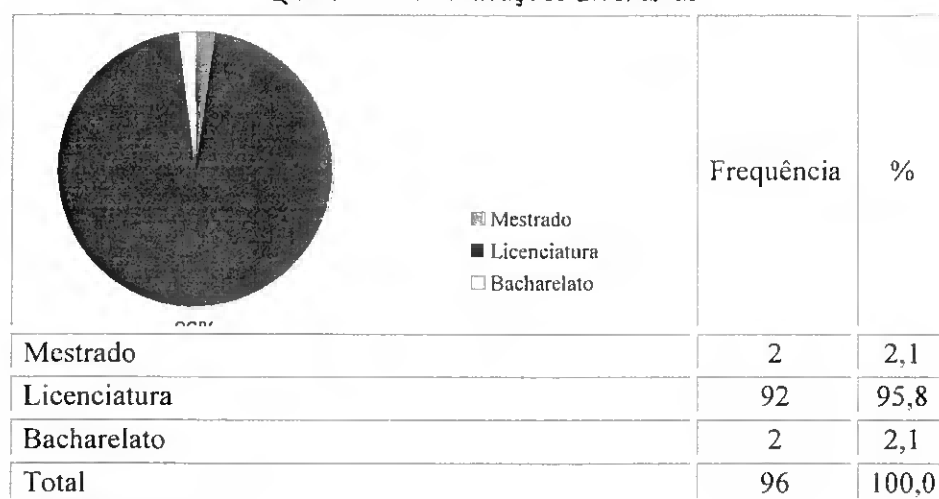 Frequência %
Mestrado
Licenciatura
Bacharelato
Mestrado 2 2,1
Licenciatura 92 95,8
Bacharelato 2 2,1
Total 96 100,0